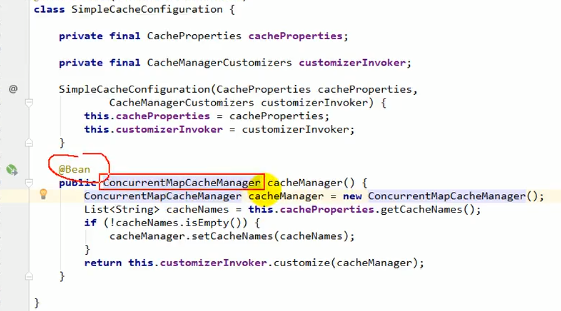 class SimpleCacheConfiguration {
private final CacheProperties cacheProperties;
private final CacheManagerCustomizers customizerInvoker;
SimpleCacheConfiguration(CacheProperties cacheProperties,
CacheManagerCustomizers customizerInvoker) {
this.cacheProperties = cacheProperties;
this.customizerInvoker = customizerInvoker;
}
@Bean
public ConcurrentMapCacheManager cacheManager() {
ConcurrentMapCacheManager cacheManager = new ConcurrentMapCacheManager();
List<String> cacheNames = this.cacheProperties.getCacheNames();
if (!cacheNames.isEmpty()) {
cacheManager.setCacheNames(cacheNames);
}
return this.customizerInvoker.customize(cacheManager);
}
}